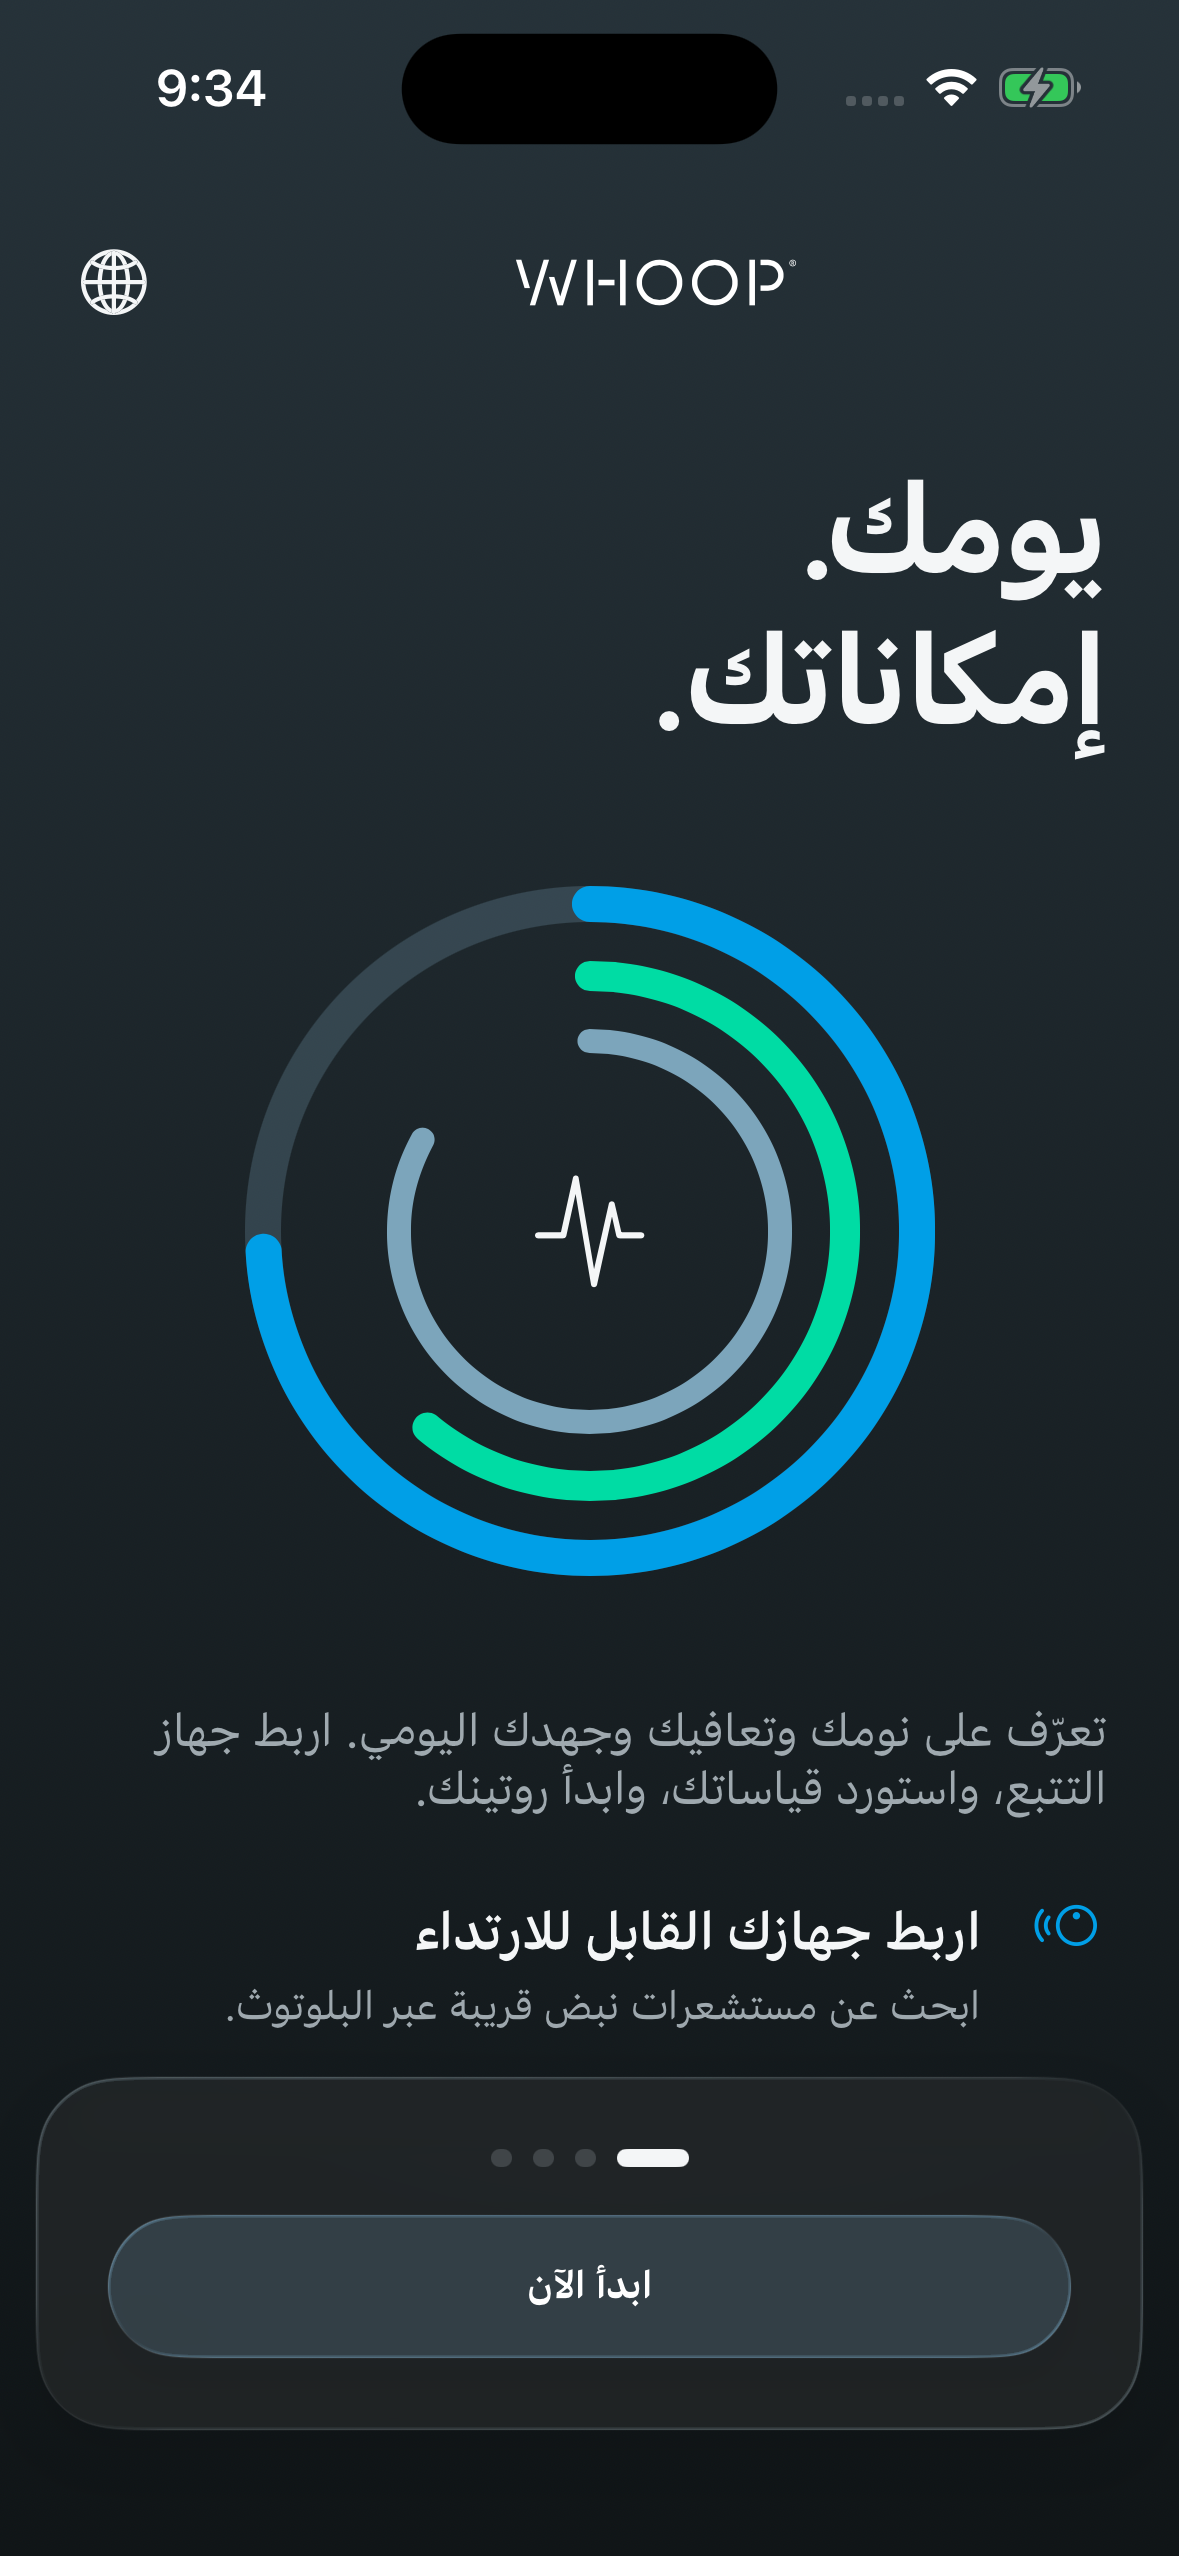 9:34
WHOOP®
يومك.
إمكاناتك.
تعرّف على نومك وتعافيك وجهدك اليومي. اربط جهاز
التتبع، واستورد قياساتك، وابدأ روتينك.
اربط جهازك القابل للارتداء
ابحث عن مستشعرات نبض قريبة عبر البلوتوث.
ابدأ الآن